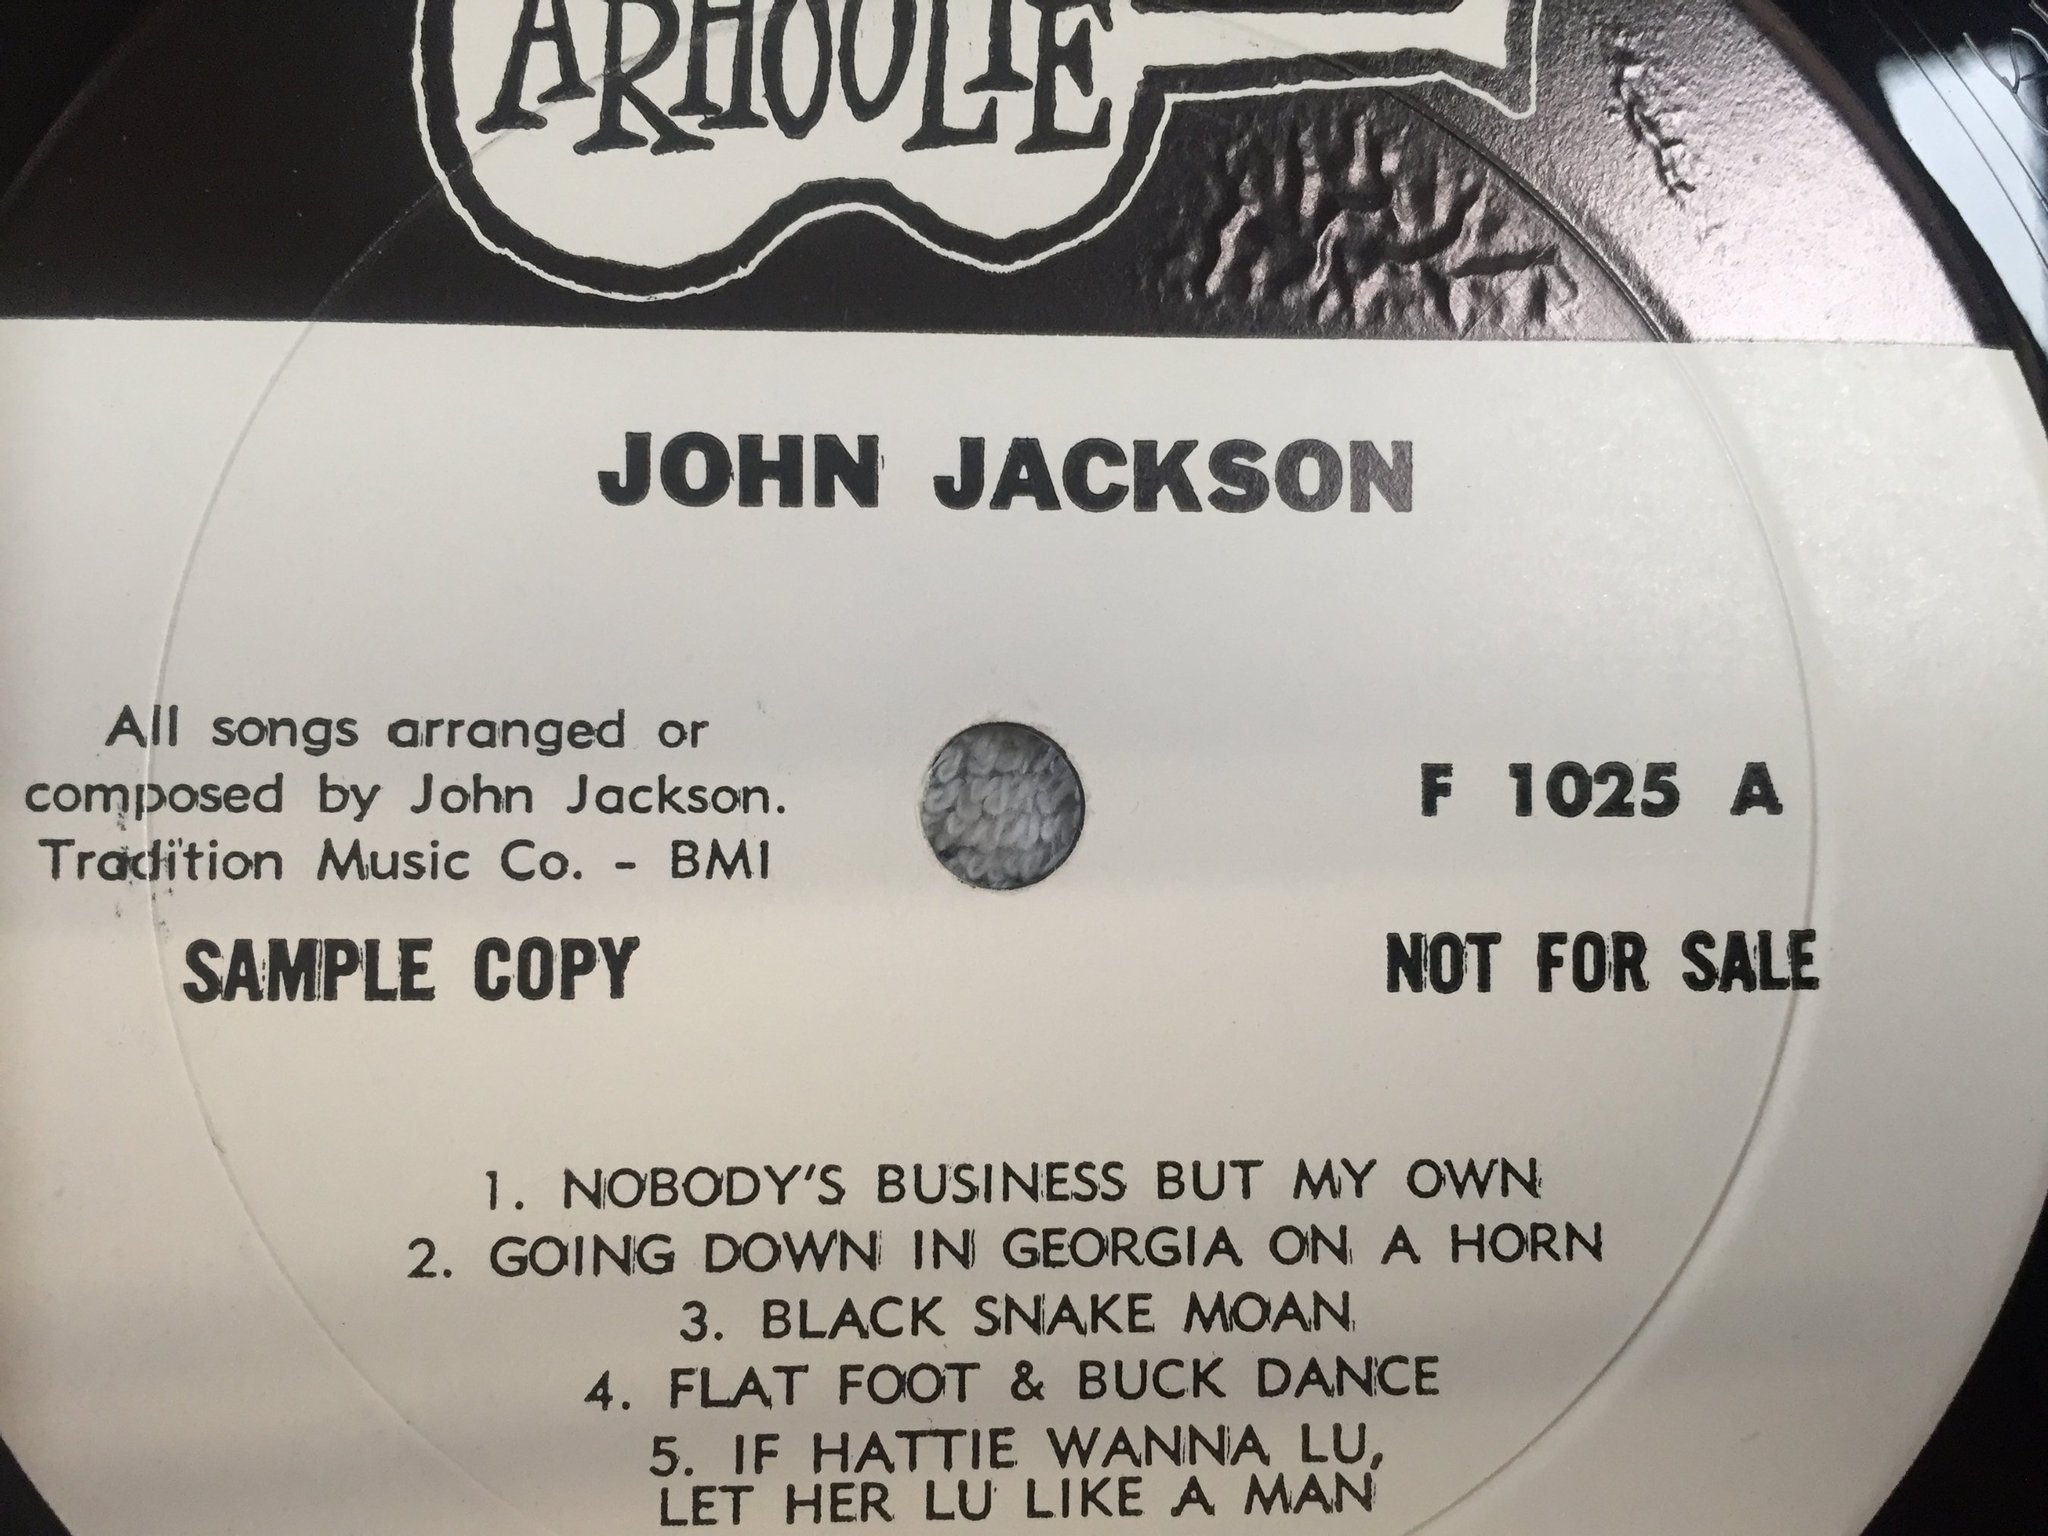 ARHOOLIE
JOHN JACKSON
All songs arranged or
composed by John Jackson.
Tradition Music Co. - BMI
F 1025 A
SAMPLE COPY
NOT FOR SALE
1. NOBODY'S BUSINESS BUT MY OWN
2. GOING DOWN IN GEORGIA ON A HORN
3. BLACK SNAKE MOAN
4. FLAT FOOT & BUCK DANCE
5. IF HATTIE WANNA LU,
LET HER LU LIKE A MAN